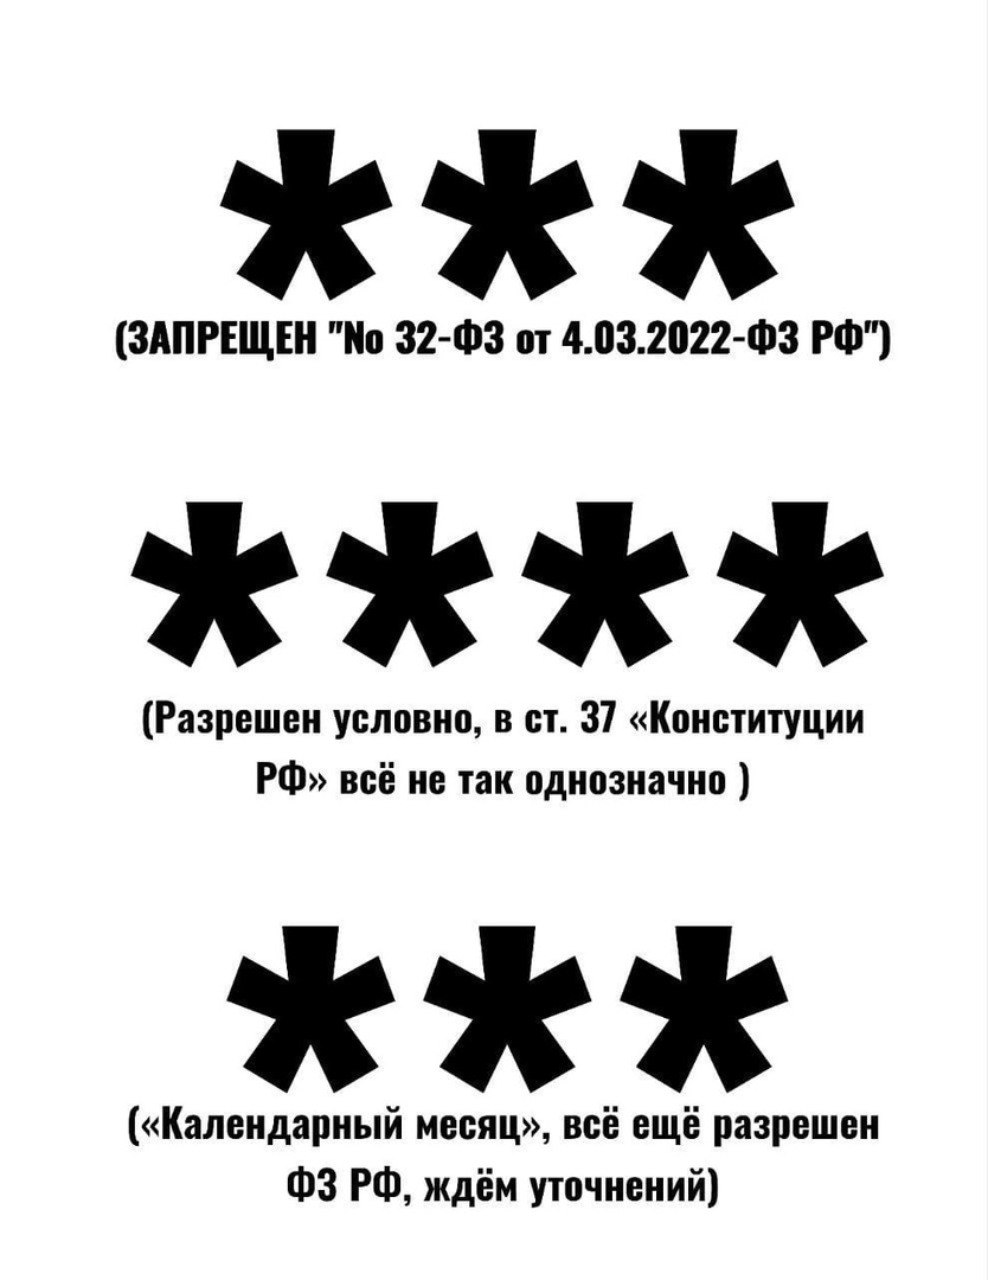 ***
(ЗАПРЕЩЕН "No 32-ФЗ от 4.03.2022-ФЗ РФ")
****
(Разрешен условно, в ст. 37 «Конституции
РФ» всё не так однозначно )
***
(«Календарный месяц», всё ещё разрешен
ФЗ РФ, ждём уточнений)